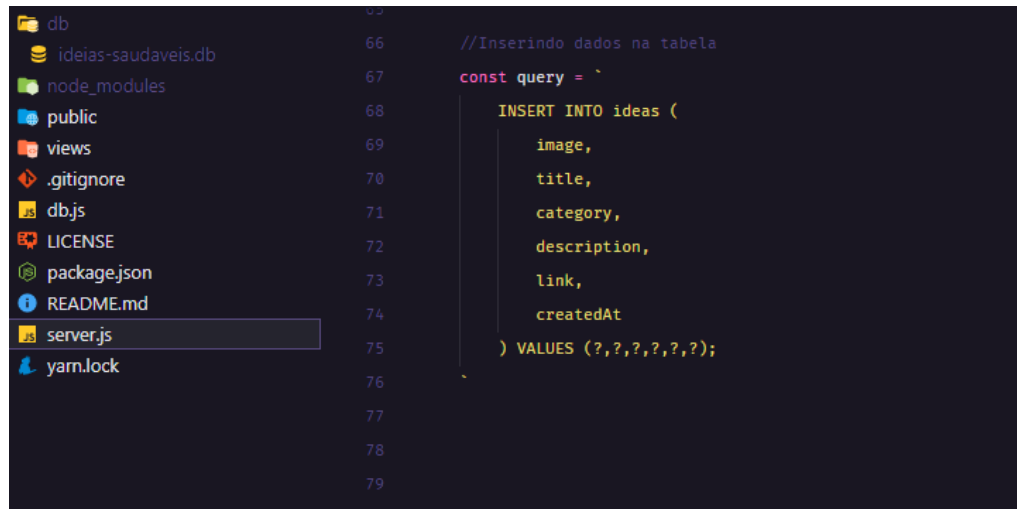 db
ideias-saudaveis.db
node_modules
public
views
.gitignore
db.js
LICENSE
package.json
README.md
server.js
yarn.lock
65
66 //Inserindo dados na tabela
67 const query = `
68 INSERT INTO ideas (
69 image,
70 title,
71 category,
72 description,
73 link,
74 createdAt
75 ) VALUES (?,?,?,?,?,?);
76 `
77
78
79